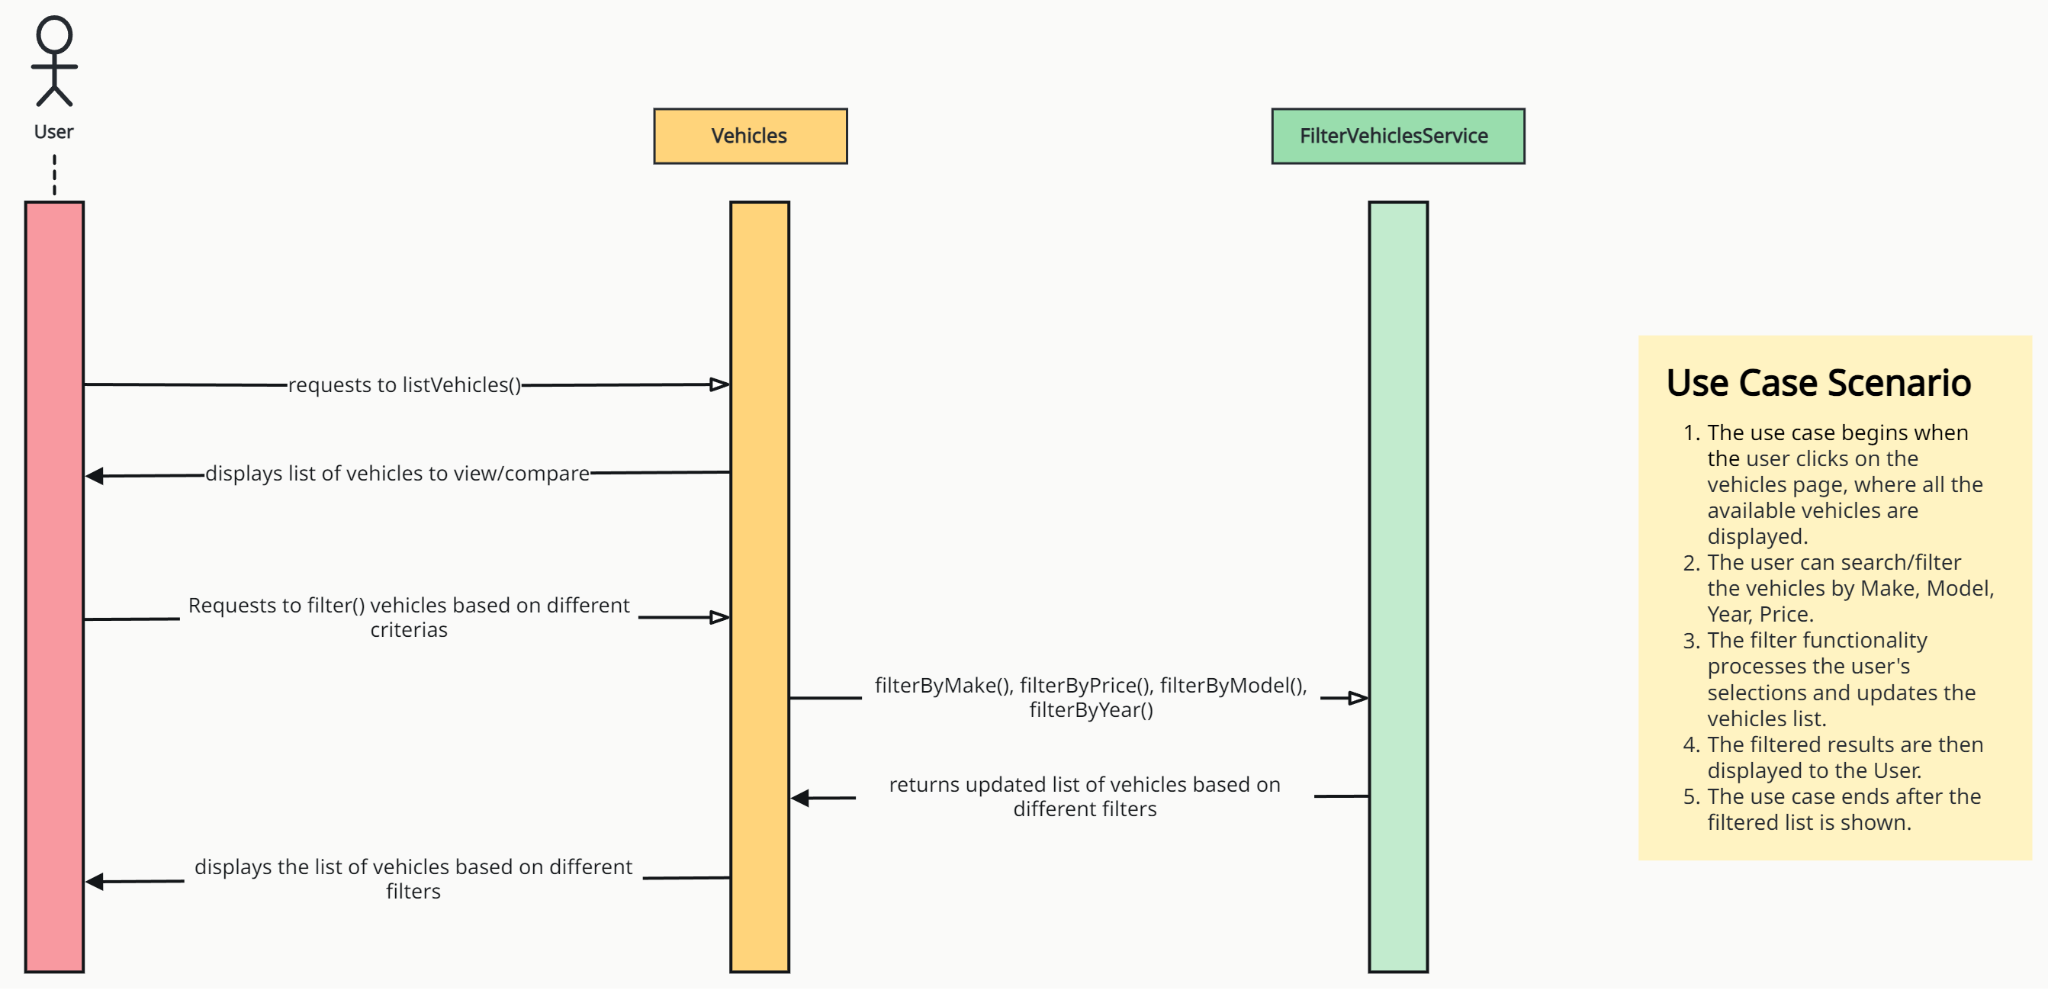 User
Vehicles
FilterVehiclesService
requests to listVehicles()
displays list of vehicles to view/compare
Requests to filter() vehicles based on different
criterias
filterByMake(), filterByPrice(), filterByModel(),
filterByYear()
returns updated list of vehicles based on
different filters
displays the list of vehicles based on different
filters
Use Case Scenario
1. The use case begins when
the user clicks on the
vehicles page, where all the
available vehicles are
displayed.
2. The user can search/filter
the vehicles by Make, Model,
Year, Price.
3. The filter functionality
processes the user's
selections and updates the
vehicles list.
4. The filtered results are then
displayed to the User.
5. The use case ends after the
filtered list is shown.